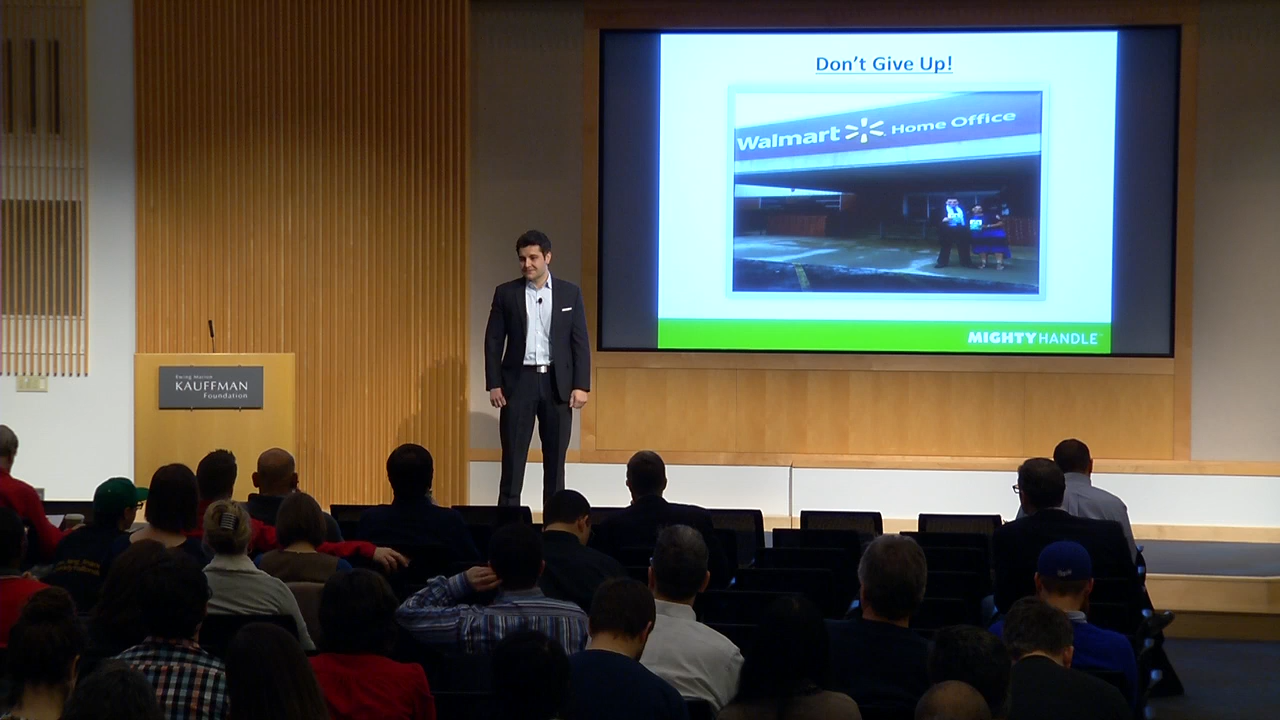 Don't Give Up!
Walmart Home Office
MIGHTYHANDLE
Ewing Marion
KAUFFMAN
Foundation